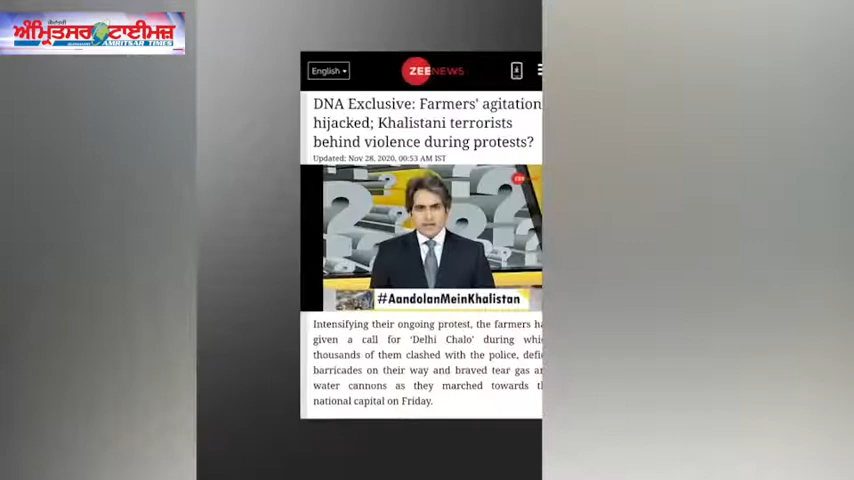 ਅੰਮ੍ਰਿਤਸਰ ਟਾਈਮਜ਼
AMRITSAR TIMES
English
ZEE NEWS
DNA Exclusive: Farmers' agitation
hijacked; Khalistani terrorists
behind violence during protests?
Updated: Nov 28, 2020, 00:53 AM IST
ZEE
#AandolanMeinKhalistan
Intensifying their ongoing protest, the farmers ha
given a call for 'Delhi Chalo' during whi
thousands of them clashed with the police, defi
barricades on their way and braved tear gas a
water cannons as they marched towards t
national capital on Friday.